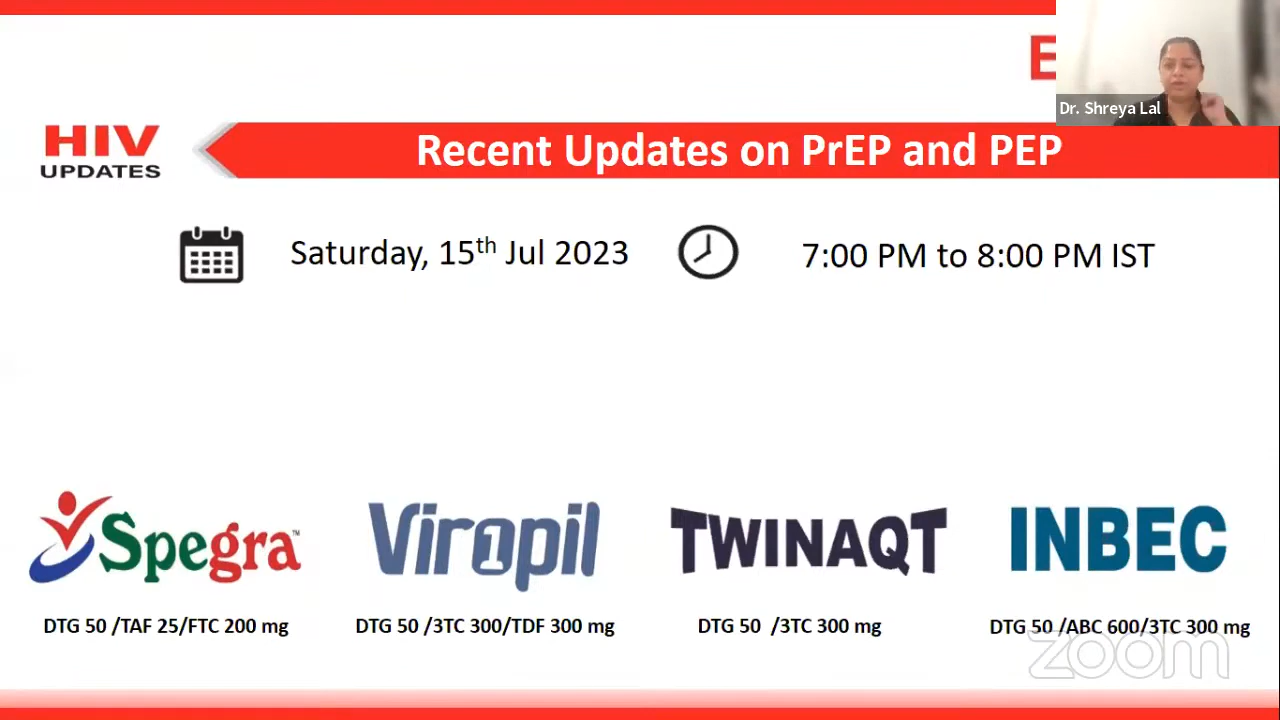 E
Dr. Shreya Lal
HIV
UPDATES
Recent Updates on PrEP and PEP
Saturday, 15th Jul 2023
7:00 PM to 8:00 PM IST
Spegra™
Viropil
TWINAQT
INBEC
DTG 50 /TAF 25/FTC 200 mg
DTG 50 /3TC 300/TDF 300 mg
DTG 50 /3TC 300 mg
DTG 50 /ABC 600/3TC 300 mg
zoom